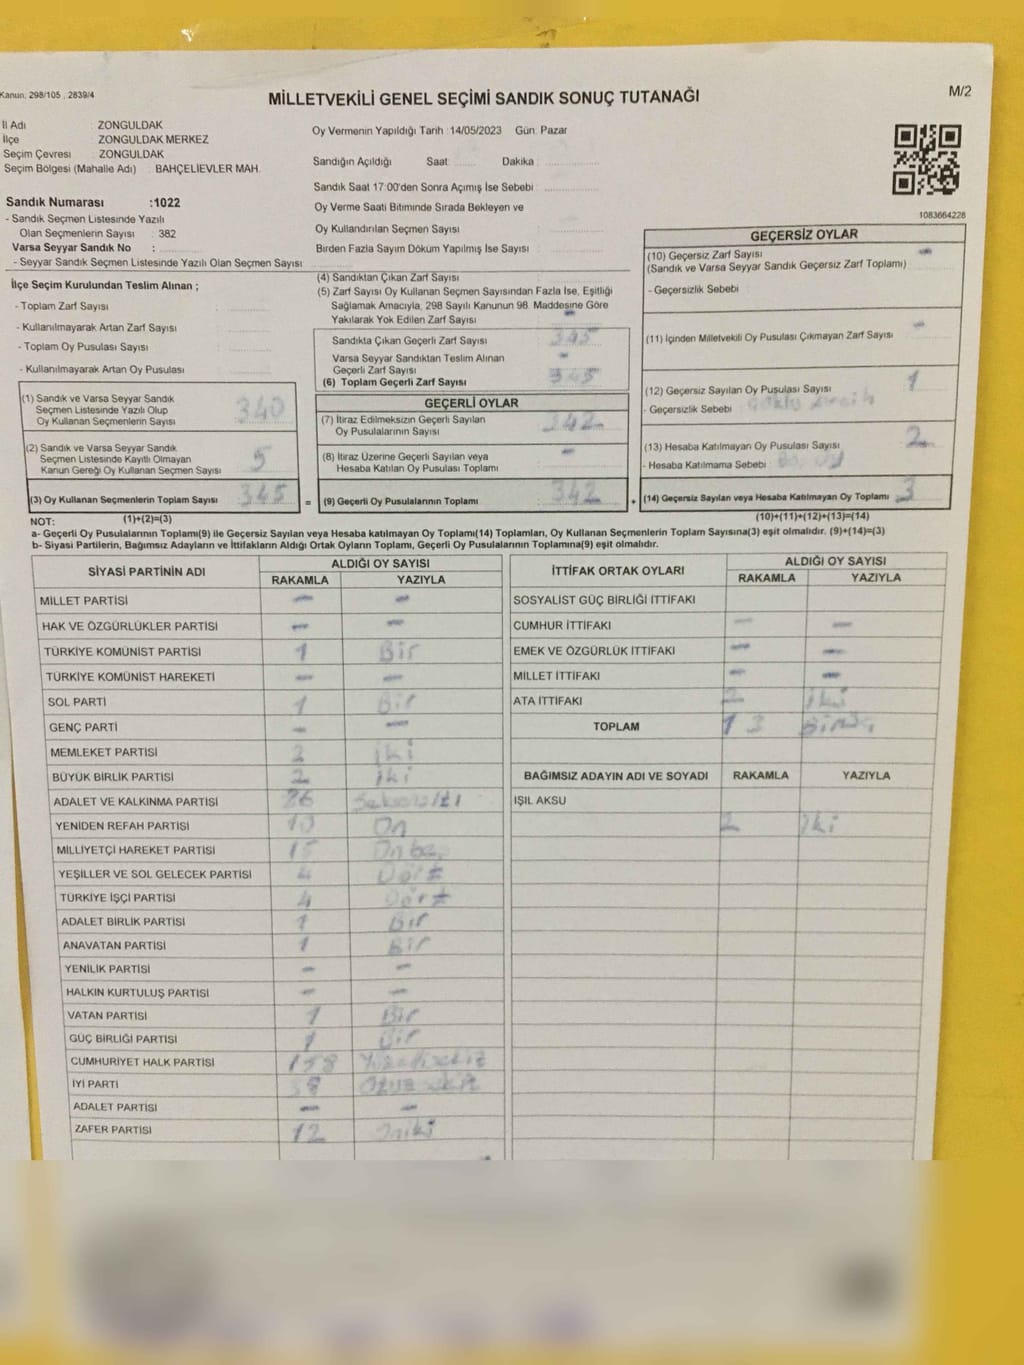 Kanun; 298/105 , 2839/4
MİLLETVEKİLİ GENEL SEÇİMİ SANDIK SONUÇ TUTANAĞI
M/2
İl Adı : ZONGULDAK
İlçe : ZONGULDAK MERKEZ
Seçim Çevresi : ZONGULDAK
Seçim Bölgesi (Mahalle Adı) : BAHÇELİEVLER MAH.
Oy Vermenin Yapıldığı Tarih : 14/05/2023 Gün: Pazar
Sandığın Açıldığı Saat: Dakika :
Sandık Saat 17:00'den Sonra Açımış İse Sebebi :
Oy Verme Saati Bitiminde Sırada Bekleyen ve
Oy Kullandırılan Seçmen Sayısı :
Birden Fazla Sayım Döküm Yapılmış İse Sayısı :
1083664228
Sandık Numarası :1022
- Sandık Seçmen Listesinde Yazılı
Olan Seçmenlerin Sayısı : 382
Varsa Seyyar Sandık No :
- Seyyar Sandık Seçmen Listesinde Yazılı Olan Seçmen Sayısı :
İlçe Seçim Kurulundan Teslim Alınan ;
- Toplam Zarf Sayısı :
- Kullanılmayarak Artan Zarf Sayısı :
- Toplam Oy Pusulası Sayısı :
- Kullanılmayarak Artan Oy Pusulası :
(1) Sandık ve Varsa Seyyar Sandık
Seçmen Listesinde Yazılı Olup
Oy Kullanan Seçmenlerin Sayısı : 340
(2) Sandık ve Varsa Seyyar Sandık
Seçmen Listesinde Kayıtlı Olmayan
Kanun Gereği Oy Kullanan Seçmen Sayısı : 5
(3) Oy Kullanan Seçmenlerin Toplam Sayısı : 345 =
(1)+(2)=(3)
(4) Sandıktan Çıkan Zarf Sayısı :
(5) Zarf Sayısı Oy Kullanan Seçmen Sayısından Fazla İse, Eşitliği
Sağlamak Amacıyla, 298 Sayılı Kanunun 98. Maddesine Göre
Yakılarak Yok Edilen Zarf Sayısı : -
Sandıkta Çıkan Geçerli Zarf Sayısı : 345
Varsa Seyyar Sandıktan Teslim Alınan
Geçerli Zarf Sayısı : -
(6) Toplam Geçerli Zarf Sayısı : 345
GEÇERLİ OYLAR
(7) İtiraz Edilmeksizin Geçerli Sayılan
Oy Pusulalarının Sayısı : 342
(8) İtiraz Üzerine Geçerli Sayılan veya
Hesaba Katılan Oy Pusulası Toplamı : -
(9) Geçerli Oy Pusulalarının Toplamı : 342 +
GEÇERSİZ OYLAR
(10) Geçersiz Zarf Sayısı : -
(Sandık ve Varsa Seyyar Sandık Geçersiz Zarf Toplamı)
- Geçersizlik Sebebi :
(11) İçinden Milletvekili Oy Pusulası Çıkmayan Zarf Sayısı : -
(12) Geçersiz Sayılan Oy Pusulası Sayısı : 1
- Geçersizlik Sebebi :
(13) Hesaba Katılmayan Oy Pusulası Sayısı : 2
- Hesaba Katılmama Sebebi :
(14) Geçersiz Sayılan veya Hesaba Katılmayan Oy Toplamı : 3
(10)+(11)+(12)+(13)=(14)
NOT:
a- Geçerli Oy Pusulalarının Toplamı(9) ile Geçersiz Sayılan veya Hesaba katılmayan Oy Toplamı(14) Toplamları, Oy Kullanan Seçmenlerin Toplam Sayısına(3) eşit olmalıdır. (9)+(14)=(3)
b- Siyasi Partilerin, Bağımsız Adayların ve İttifakların Aldığı Ortak Oyların Toplamı, Geçerli Oy Pusulalarının Toplamına(9) eşit olmalıdır.
SİYASİ PARTİNİN ADI ALDIĞI OY SAYISI
RAKAMLA YAZIYLA
MİLLET PARTİSİ - -
HAK VE ÖZGÜRLÜKLER PARTİSİ - -
TÜRKİYE KOMÜNİST PARTİSİ 1 Bir
TÜRKİYE KOMÜNİST HAREKETİ - -
SOL PARTİ 1 Bir
GENÇ PARTİ - -
MEMLEKET PARTİSİ 2 iki
BÜYÜK BİRLİK PARTİSİ 2 iki
ADALET VE KALKINMA PARTİSİ 86 Seksenaltı
YENİDEN REFAH PARTİSİ 10 On
MİLLİYETÇİ HAREKET PARTİSİ 15 Onbeş
YEŞİLLER VE SOL GELECEK PARTİSİ 4 Dört
TÜRKİYE İŞÇİ PARTİSİ 4 Dört
ADALET BİRLİK PARTİSİ 1 Bir
ANAVATAN PARTİSİ 1 Bir
YENİLİK PARTİSİ - -
HALKIN KURTULUŞ PARTİSİ - -
VATAN PARTİSİ 1 Bir
GÜÇ BİRLİĞİ PARTİSİ 1 Bir
CUMHURİYET HALK PARTİSİ 158 Yüzellisekiz
İYİ PARTİ 38 Otuzsekiz
ADALET PARTİSİ - -
ZAFER PARTİSİ 12 Oniki
İTTİFAK ORTAK OYLARI ALDIĞI OY SAYISI
RAKAMLA YAZIYLA
SOSYALİST GÜÇ BİRLİĞİ İTTİFAKI
CUMHUR İTTİFAKI - -
EMEK VE ÖZGÜRLÜK İTTİFAKI - -
MİLLET İTTİFAKI - -
ATA İTTİFAKI 2 iki
TOPLAM 1 3
BAĞIMSIZ ADAYIN ADI VE SOYADI RAKAMLA YAZIYLA
IŞIL AKSU
2 iki